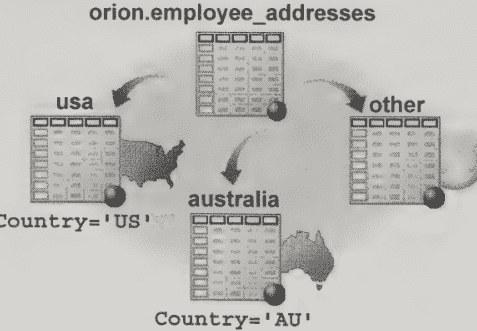 orion.employee_addresses
usa
other
Country='US'
australia
Country='AU'